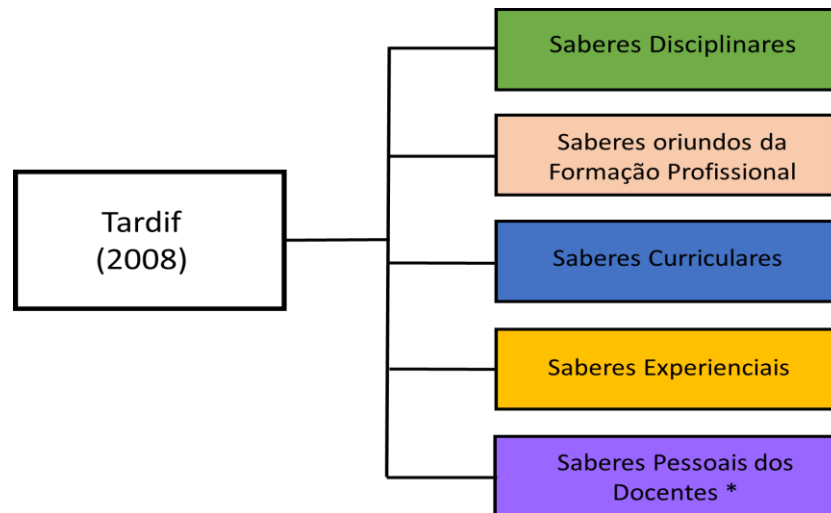 Tardif
(2008)
Saberes Disciplinares
Saberes oriundos da
Formação Profissional
Saberes Curriculares
Saberes Experienciais
Saberes Pessoais dos
Docentes *